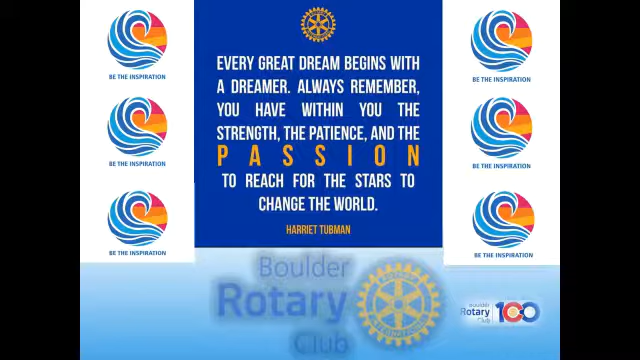 EVERY GREAT DREAM BEGINS WITH
A DREAMER. ALWAYS REMEMBER,
YOU HAVE WITHIN YOU THE
STRENGTH, THE PATIENCE, AND THE
PASSION
TO REACH FOR THE STARS TO
CHANGE THE WORLD.
HARRIET TUBMAN
BE THE INSPIRATION
BE THE INSPIRATION
BE THE INSPIRATION
BE THE INSPIRATION
BE THE INSPIRATION
BE THE INSPIRATION
Boulder
Rotary
Club
Boulder
Rotary
Club
100